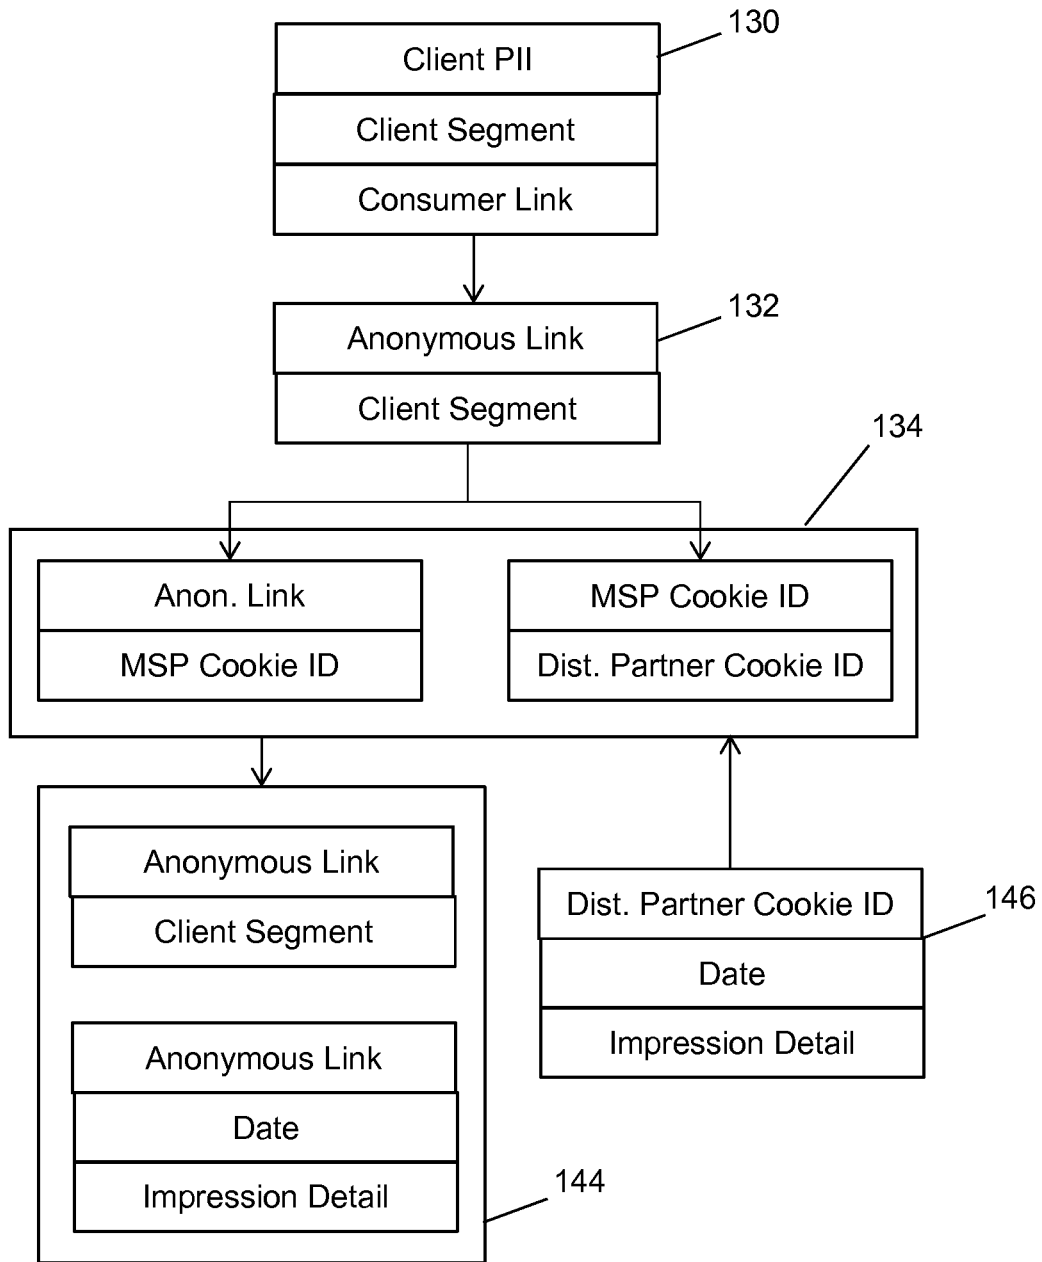 130
Client PII
Client Segment
Consumer Link
132
Anonymous Link
Client Segment
134
Anon. Link
MSP Cookie ID
MSP Cookie ID
Dist. Partner Cookie ID
Anonymous Link
Client Segment
Anonymous Link
Date
Impression Detail
144
Dist. Partner Cookie ID
146
Date
Impression Detail